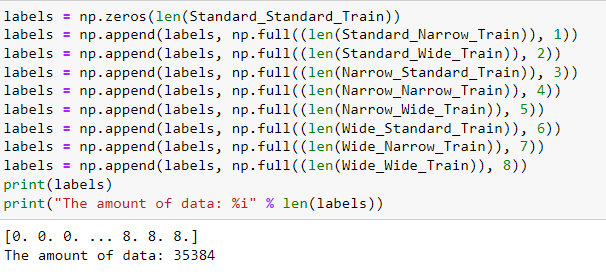 labels = np.zeros(len(Standard_Standard_Train))
labels = np.append(labels, np.full((len(Standard_Narrow_Train)), 1))
labels = np.append(labels, np.full((len(Standard_Wide_Train)), 2))
labels = np.append(labels, np.full((len(Narrow_Standard_Train)), 3))
labels = np.append(labels, np.full((len(Narrow_Narrow_Train)), 4))
labels = np.append(labels, np.full((len(Narrow_Wide_Train)), 5))
labels = np.append(labels, np.full((len(Wide_Standard_Train)), 6))
labels = np.append(labels, np.full((len(Wide_Narrow_Train)), 7))
labels = np.append(labels, np.full((len(Wide_Wide_Train)), 8))
print(labels)
print("The amount of data: %i" % len(labels))
[0. 0. 0. ... 8. 8. 8.]
The amount of data: 35384